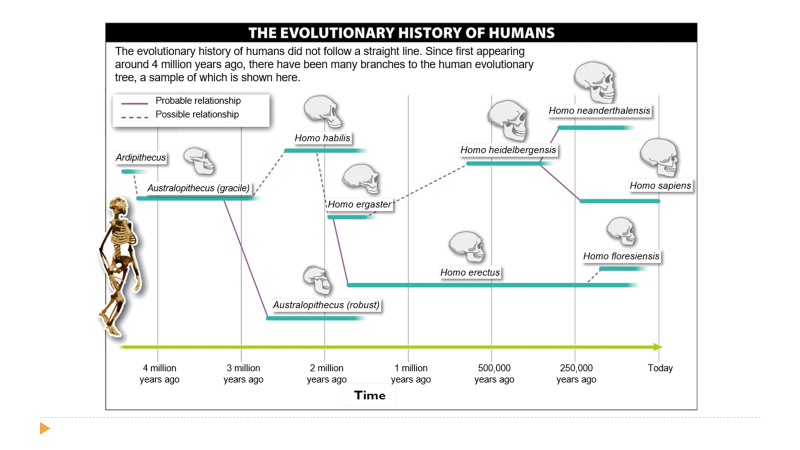 THE EVOLUTIONARY HISTORY OF HUMANS
The evolutionary history of humans did not follow a straight line. Since first appearing
around 4 million years ago, there have been many branches to the human evolutionary
tree, a sample of which is shown here.
Probable relationship
Possible relationship
Homo neanderthalensis
Homo habilis
Homo heidelbergensis
Ardipithecus
Australopithecus (gracile)
Homo sapiens
Homo ergaster
Homo floresiensis
Homo erectus
Australopithecus (robust)
4 million
years ago
3 million
years ago
2 million
years ago
1 million
years ago
500,000
years ago
250,000
years ago
Today
Time